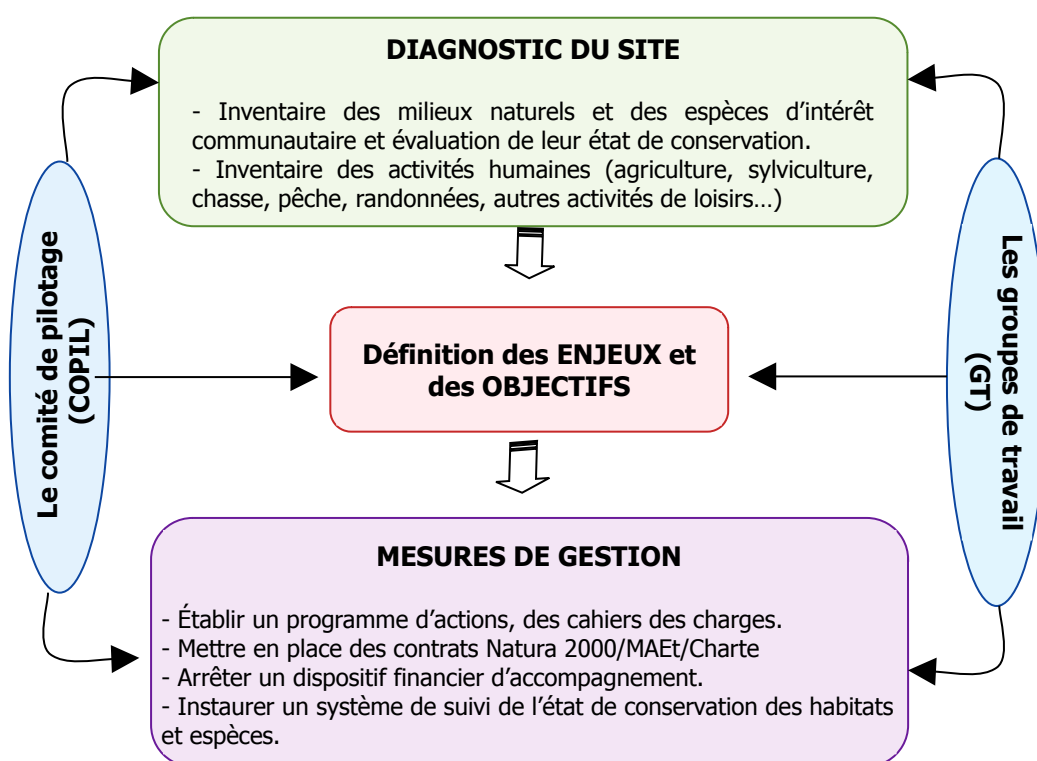 DIAGNOSTIC DU SITE
- Inventaire des milieux naturels et des espèces d’intérêt
communautaire et évaluation de leur état de conservation.
- Inventaire des activités humaines (agriculture, sylviculture,
chasse, pêche, randonnées, autres activités de loisirs…)
Le comité de pilotage
(COPIL)
Définition des ENJEUX et
des OBJECTIFS
Les groupes de travail
(GT)
MESURES DE GESTION
- Établir un programme d’actions, des cahiers des charges.
- Mettre en place des contrats Natura 2000/MAEt/Charte
- Arrêter un dispositif financier d’accompagnement.
- Instaurer un système de suivi de l’état de conservation des habitats
et espèces.